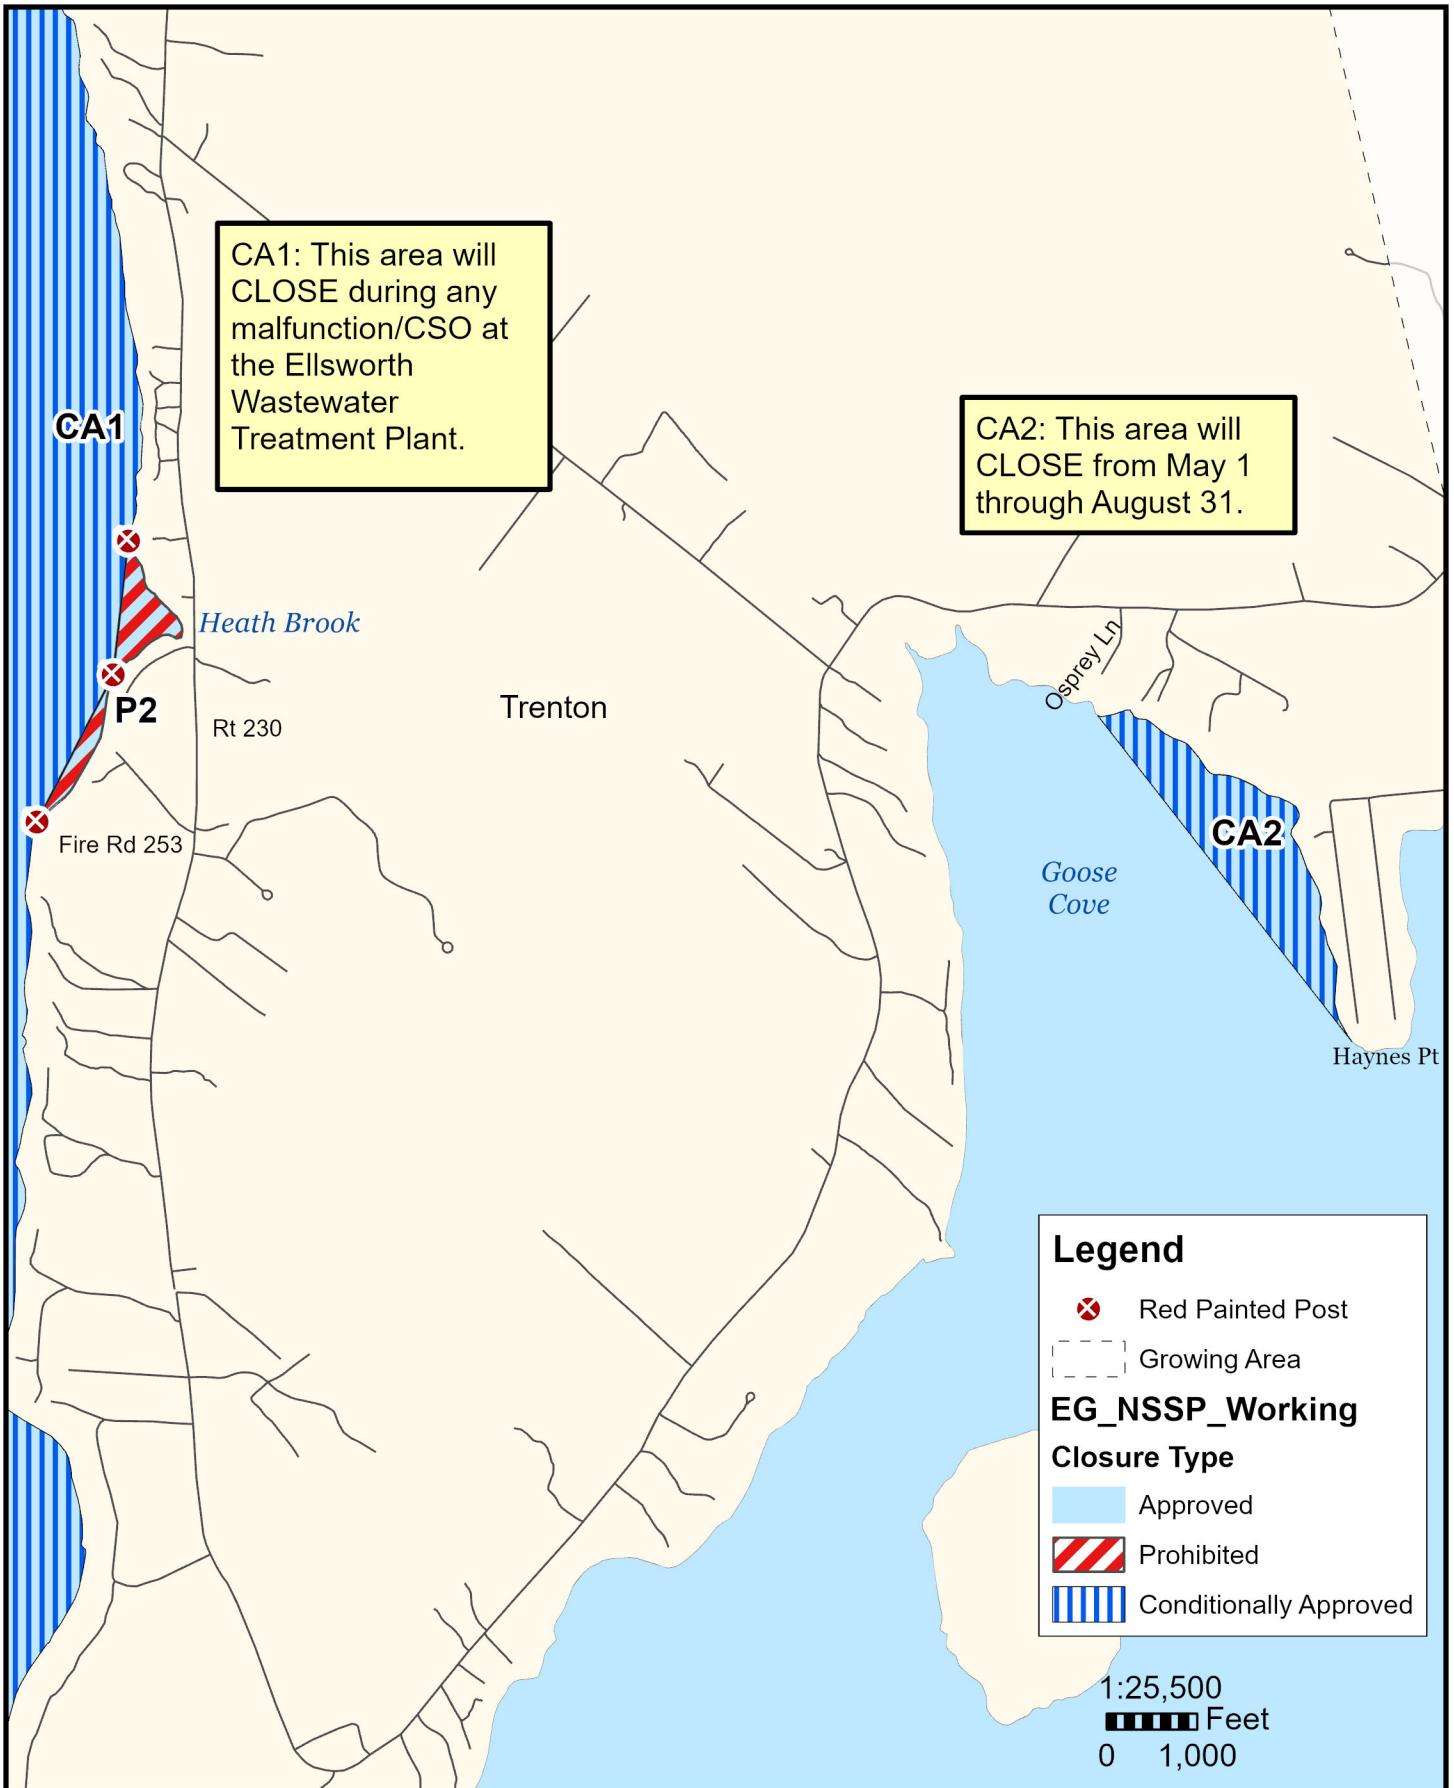 CA1: This area will
CLOSE during any
malfunction/CSO at
the Ellsworth
Wastewater
Treatment Plant.
CA1
CA2: This area will
CLOSE from May 1
through August 31.
Heath Brook
Osprey Ln
P2
Trenton
Rt 230
Fire Rd 253
CA2
Goose
Cove
Haynes Pt
Legend
Red Painted Post
Growing Area
EG_NSSP_Working
Closure Type
Approved
Prohibited
Conditionally Approved
1:25,500
Feet
0 1,000